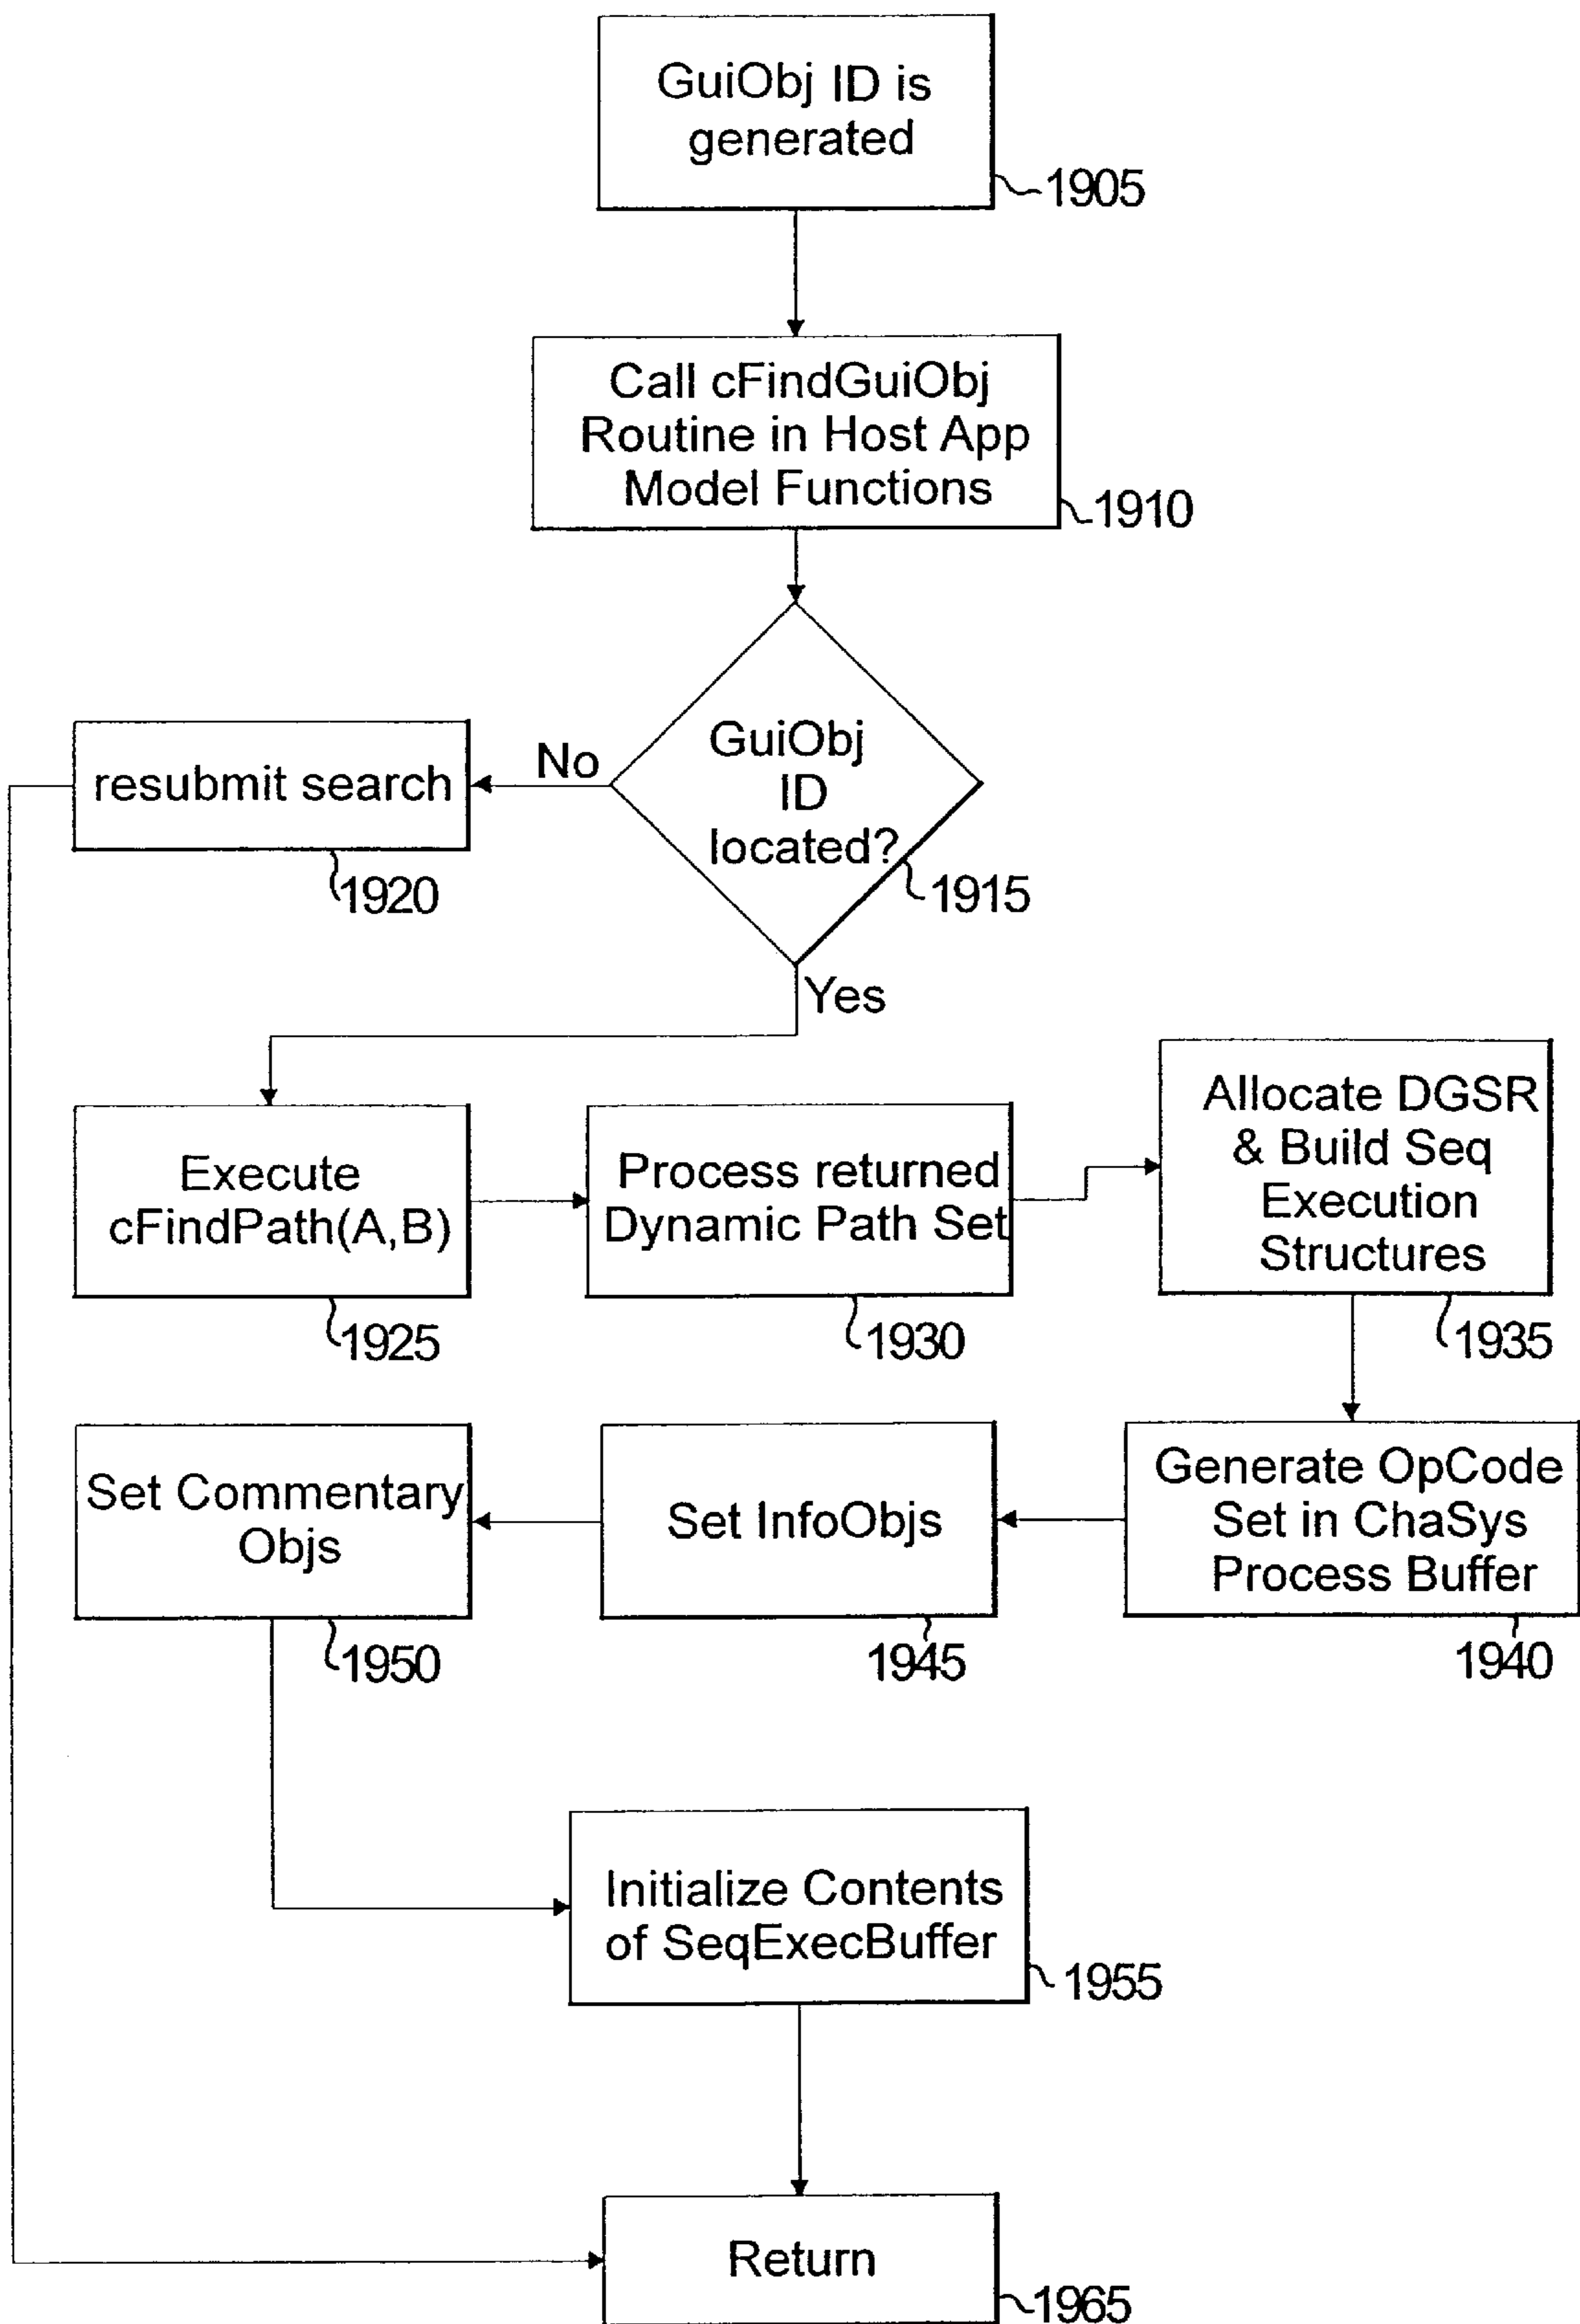 GuiObj ID is
generated
1905
Call cFindGuiObj
Routine in Host App
Model Functions
1910
GuiObj
ID
located?
1915
No
resubmit search
1920
Yes
Execute
cFindPath(A,B)
1925
Process returned
Dynamic Path Set
1930
Allocate DGSR
& Build Seq
Execution
Structures
1935
Generate OpCode
Set in ChaSys
Process Buffer
1940
Set InfoObjs
1945
Set Commentary
Objs
1950
Initialize Contents
of SeqExecBuffer
1955
Return
1965